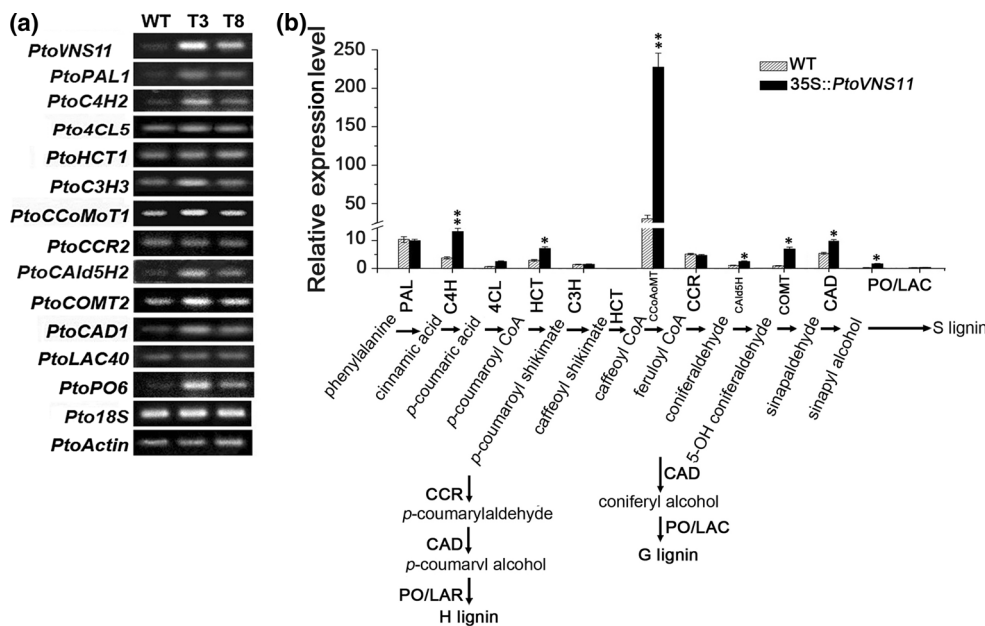 (a)
WT T3 T8
PtoVNS11
PtoPAL1
PtoC4H2
Pto4CL5
PtoHCT1
PtoC3H3
PtoCCoMoT1
PtoCCR2
PtoCAld5H2
PtoCOMT2
PtoCAD1
PtoLAC40
PtoPO6
Pto18S
PtoActin
(b)
Relative expression level
250
200
150
100
50
10
0
WT
35S::PtoVNS11
**
**
*
*
*
*
*
PAL
C4H
4CL
HCT
C3H
HCT
CCoAoMT
CCR
CAld5H
COMT
CAD
PO/LAC
phenylalanine
cinnamic acid
p-coumaric acid
p-coumaroyl CoA
p-coumaroyl shikimate
caffeoyl shikimate
caffeoyl CoA
feruloyl CoA
coniferaldehyde
5-OH coniferaldehyde
sinapaldehyde
sinapyl alcohol
S lignin
CCR
p-coumarylaldehyde
CAD
p-coumarvl alcohol
PO/LAR
H lignin
CAD
coniferyl alcohol
PO/LAC
G lignin